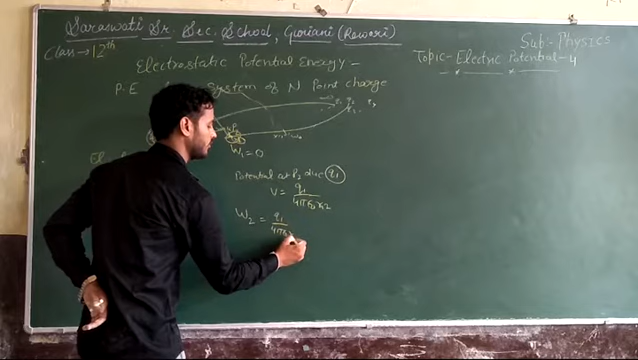 Saraswati Sr. Sec. School, Guriani (Rewari)
Class → 12th
Sub:- Physics
Topic - Electric Potential - 4
Electrostatic Potential Energy -
P.E System of N Point charge
W₁ = 0
Potential at P₂ due q₁
V = q₁ / 4πε₀r₁₂
W₂ = q₁ / 4πε₀